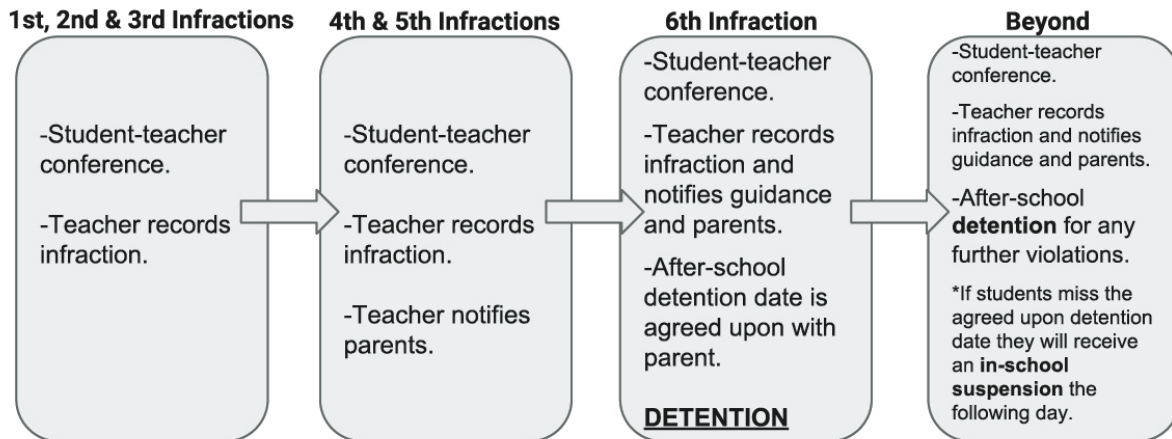 1st, 2nd & 3rd Infractions
-Student-teacher
conference.
-Teacher records
infraction.
4th & 5th Infractions
-Student-teacher
conference.
-Teacher records
infraction.
-Teacher notifies
parents.
6th Infraction
-Student-teacher
conference.
-Teacher records
infraction and
notifies guidance
and parents.
-After-school
detention date is
agreed upon with
parent.
DETENTION
Beyond
-Student-teacher
conference.
-Teacher records
infraction and notifies
guidance and parents.
-After-school
detention for any
further violations.
*If students miss the
agreed upon detention
date they will receive
an in-school
suspension the
following day.